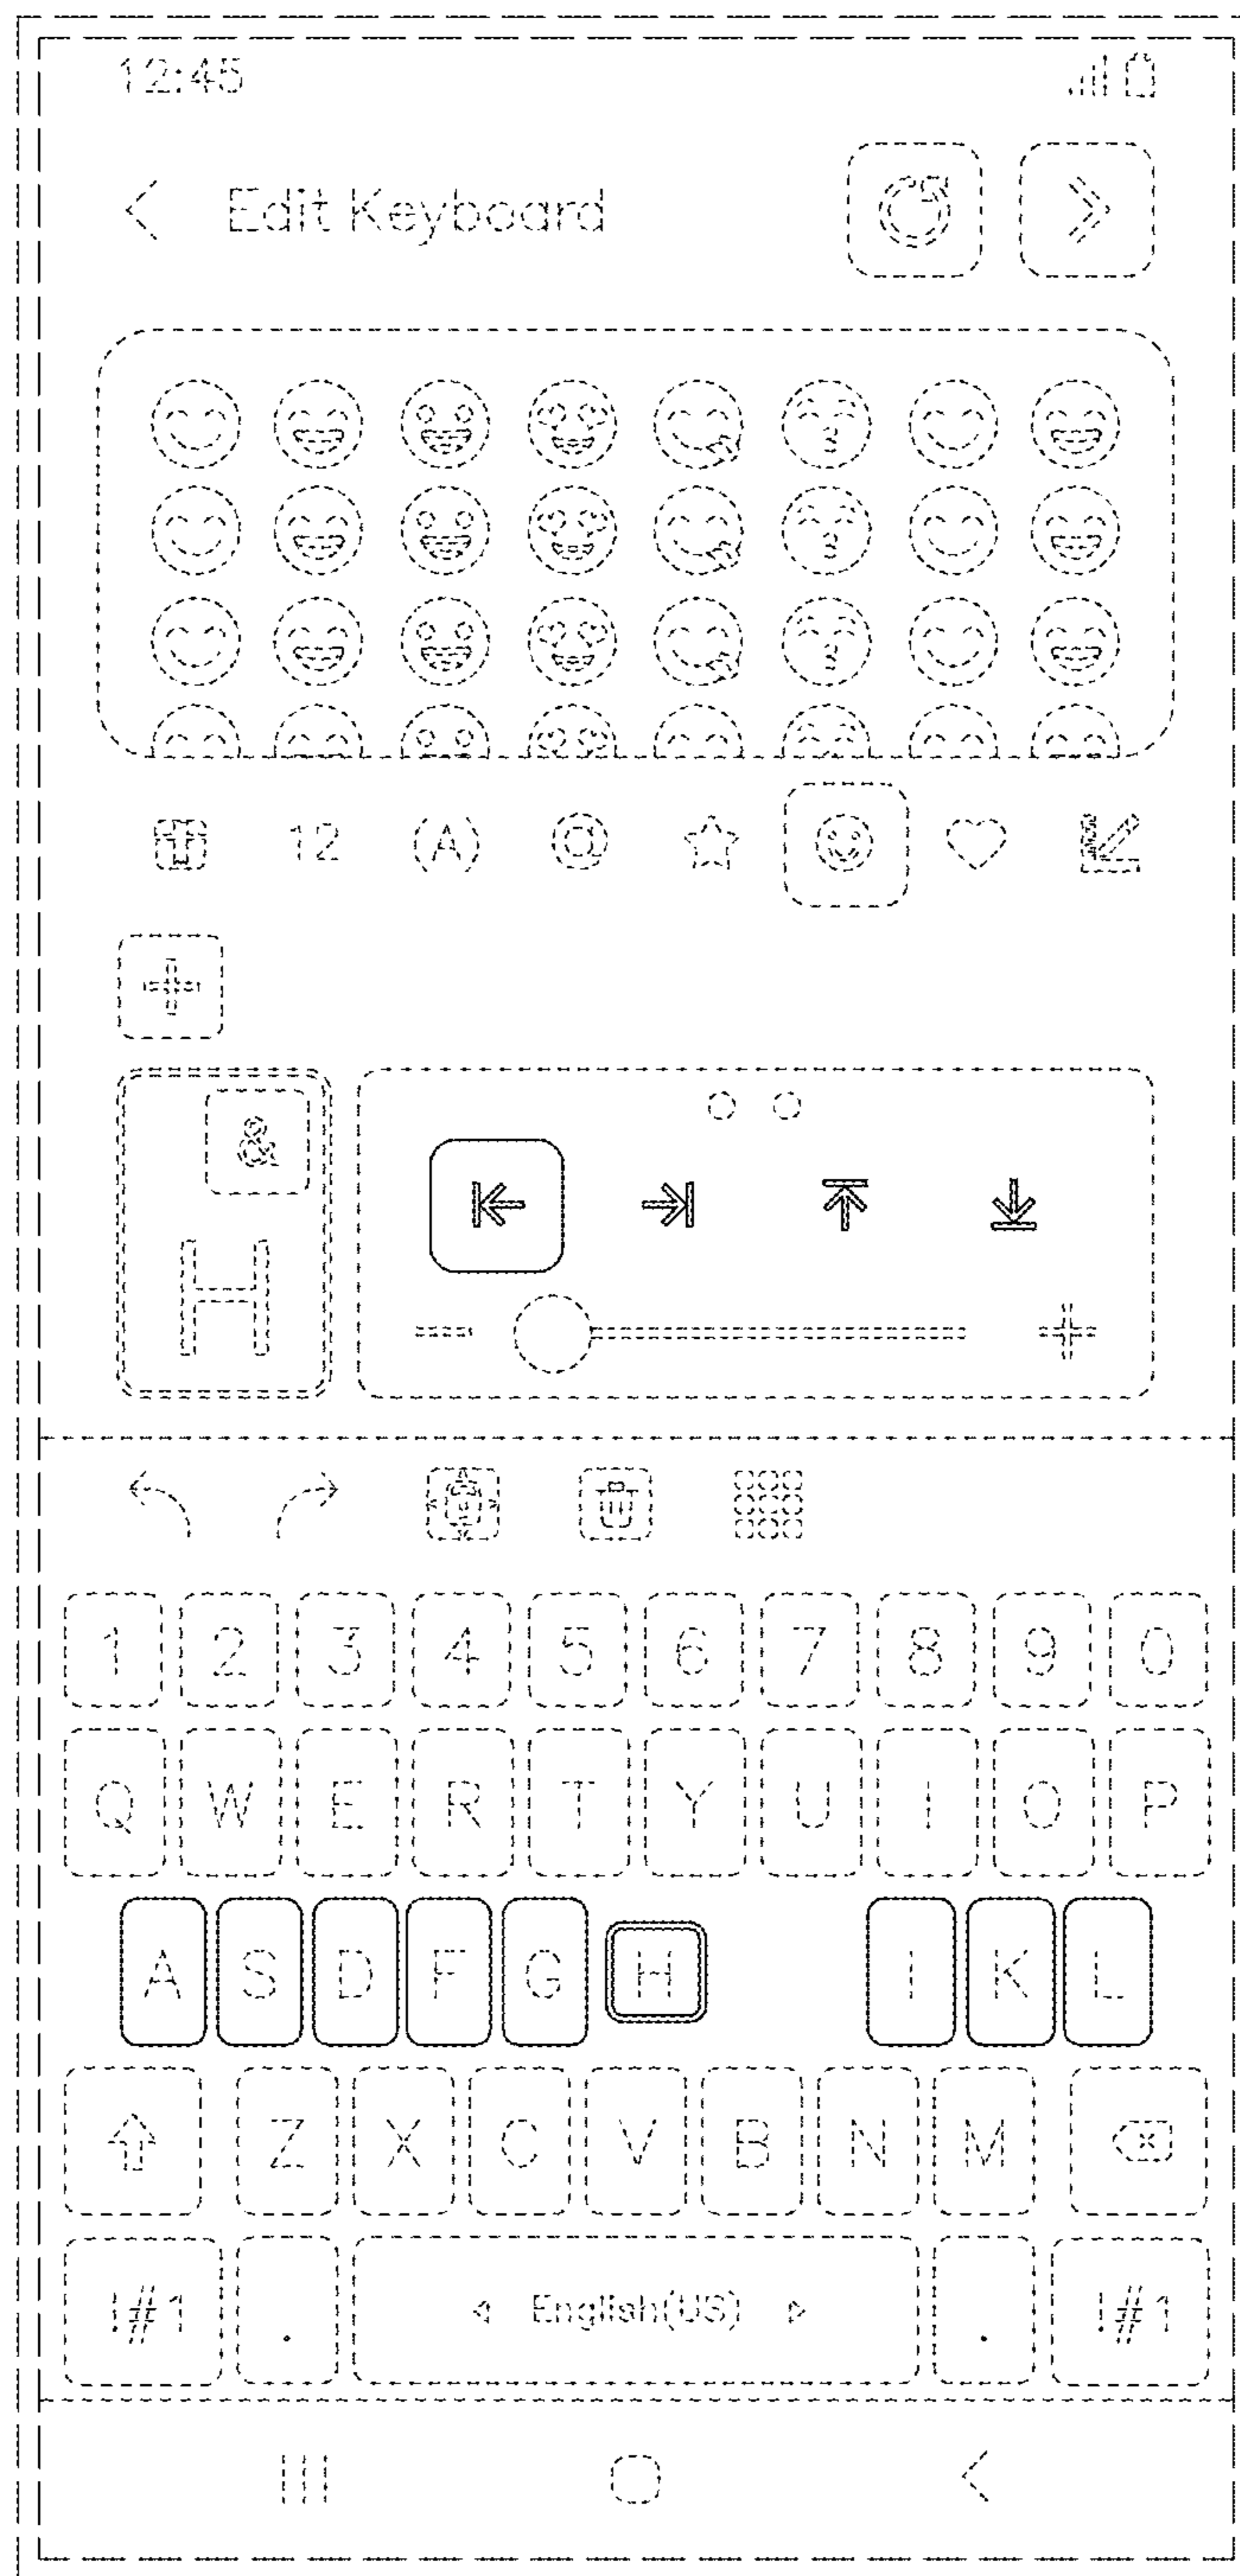 12:45
Edit Keyboard
12 (A) @
&
H
1 2 3 4 5 6 7 8 9 0
Q W E R T Y U I O P
A S D F G H I K L
Z X C V B N M
!#1 . English(US) . !#1